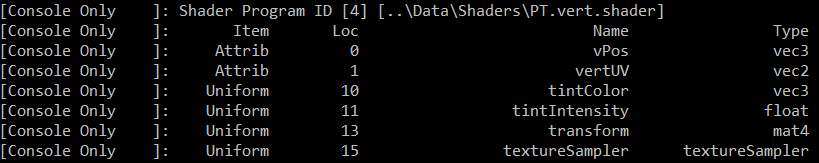 [Console Only    ]: Shader Program ID [4] [..\Data\Shaders\PT.vert.shader]
[Console Only    ]:     Item     Loc     Name     Type
[Console Only    ]:     Attrib     0     vPos     vec3
[Console Only    ]:     Attrib     1     vertUV     vec2
[Console Only    ]:     Uniform     10     tintColor     vec3
[Console Only    ]:     Uniform     11     tintIntensity     float
[Console Only    ]:     Uniform     13     transform     mat4
[Console Only    ]:     Uniform     15     textureSampler     textureSampler